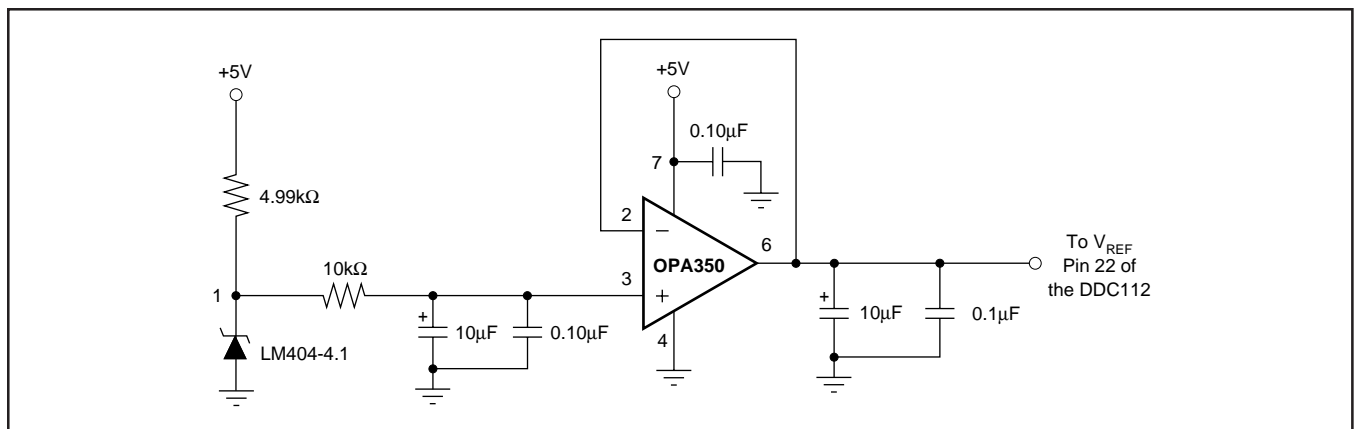 +5V
+5V
0.10µF
7
4.99kΩ
2
−
6
To VREF
Pin 22 of
the DDC112
OPA350
10kΩ
3
+
1
+
10µF
0.10µF
+
10µF
0.1µF
4
LM404-4.1